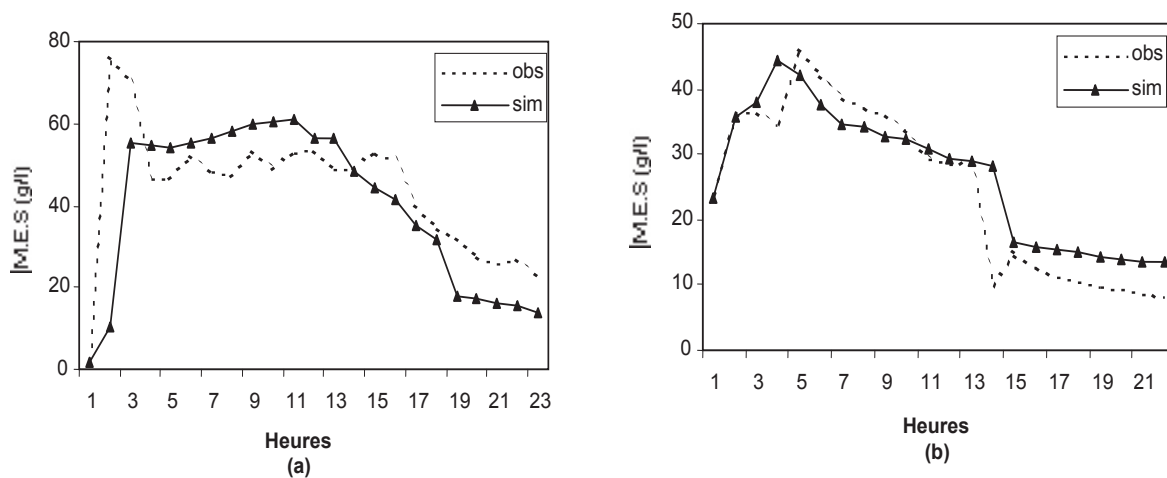 80
60
40
20
0
|M.E.S (g/l)
obs
sim
1 3 5 7 9 11 13 15 17 19 21 23
Heures
(a)
50
40
30
20
10
0
|M.E.S (g/l)
obs
sim
1 3 5 7 9 11 13 15 17 19 21
Heures
(b)